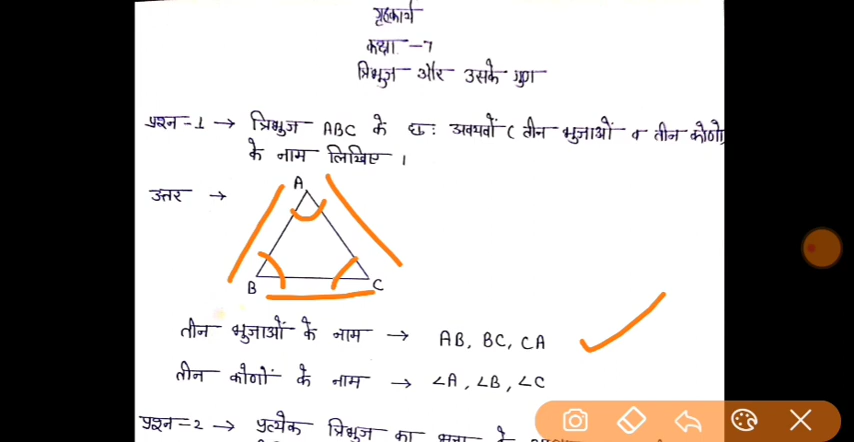 गृहकार्य
कक्षा - 7
त्रिभुज और उसके गुण
प्रश्न-1 → त्रिभुज ABC के छः अवयवों (तीन भुजाओं व तीन कोणों
के नाम लिखिए ।
उत्तर →
A
B C
तीन भुजाओं के नाम → AB, BC, CA
तीन कोणों के नाम → ∠A, ∠B, ∠C
प्रश्न-2 → प्रत्येक त्रिभुज का